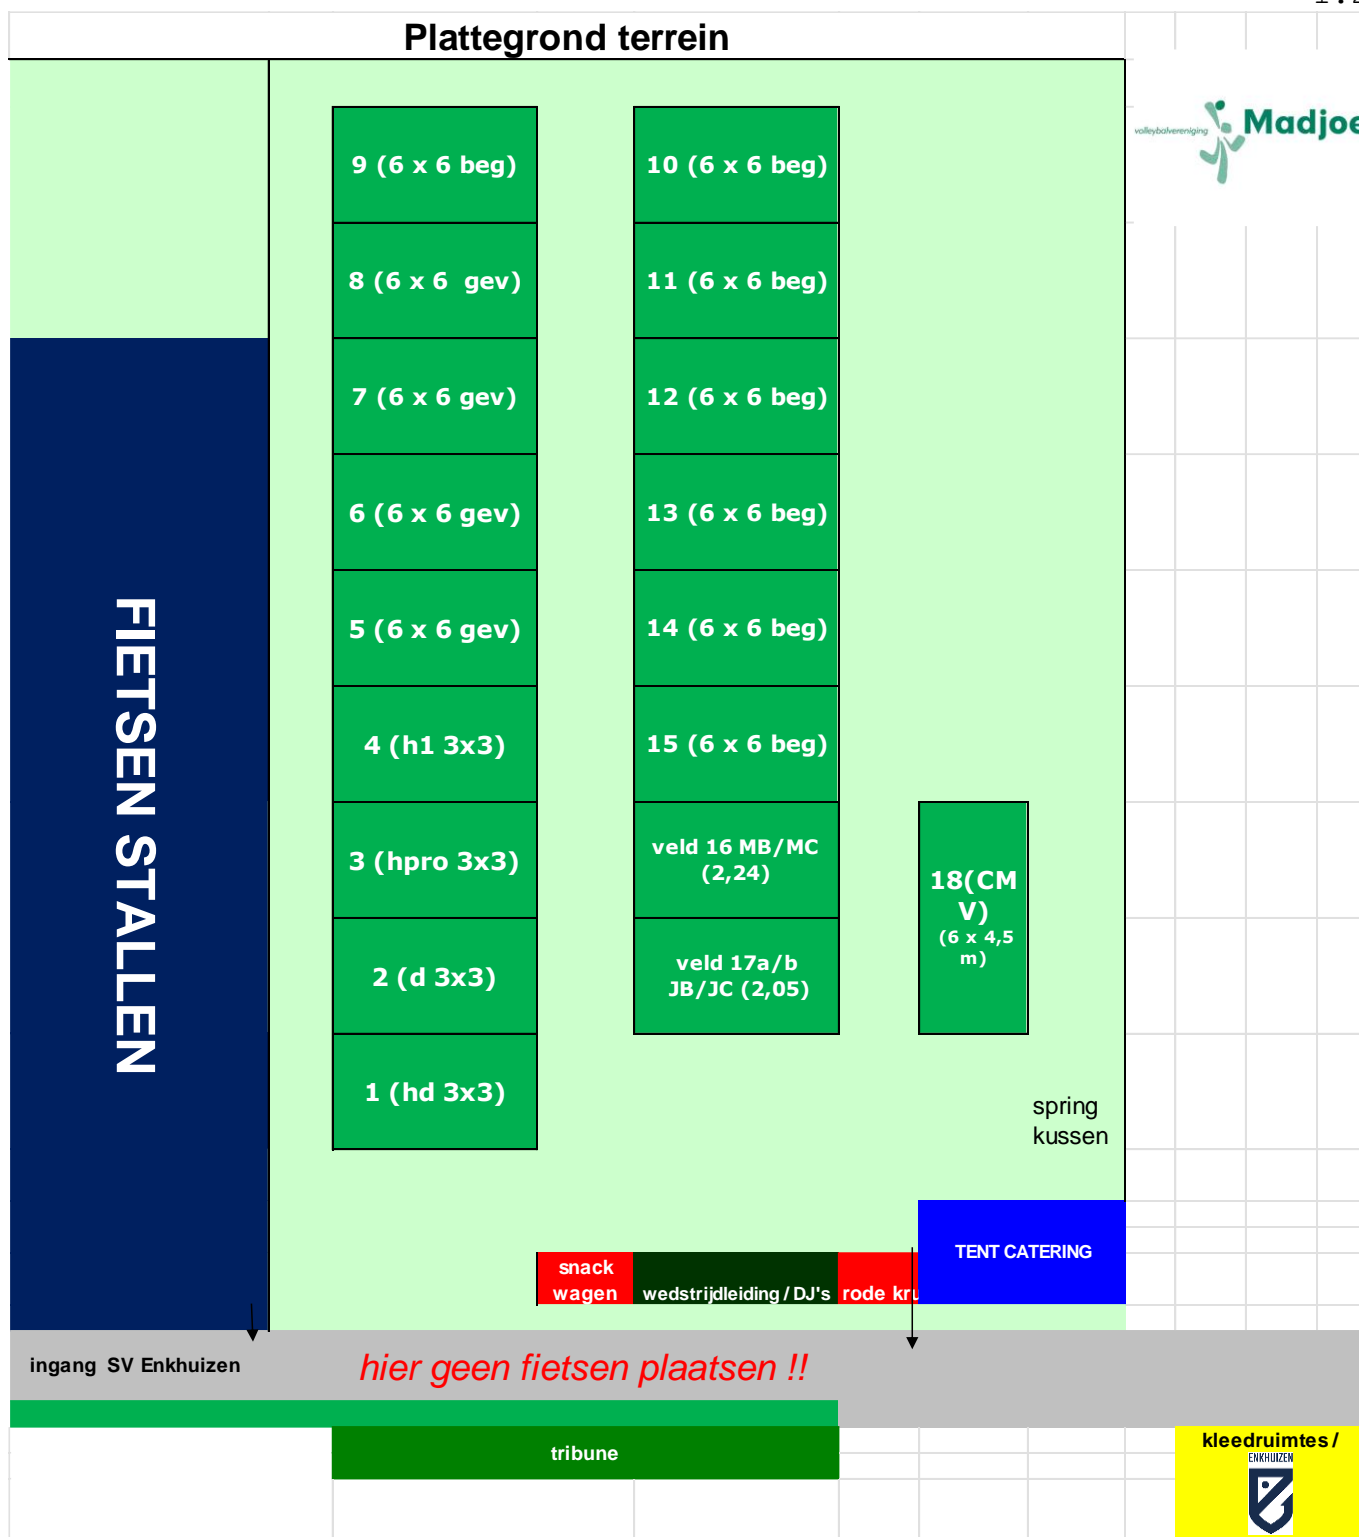 Plattegrond terrein
volleybalvereniging Madjoe
9 (6 x 6 beg)
10 (6 x 6 beg)
8 (6 x 6  gev)
11 (6 x 6 beg)
7 (6 x 6 gev)
12 (6 x 6 beg)
6 (6 x 6 gev)
13 (6 x 6 beg)
5 (6 x 6 gev)
14 (6 x 6 beg)
4 (h1 3x3)
15 (6 x 6 beg)
3 (hpro 3x3)
veld 16 MB/MC
(2,24)
18(CM
V)
(6 x 4,5
m)
2 (d 3x3)
veld 17a/b
JB/JC (2,05)
1 (hd 3x3)
FIETSEN STALLEN
spring
kussen
TENT CATERING
snack
wagen
wedstrijdleiding / DJ's
rode kru
ingang  SV Enkhuizen
hier geen fietsen plaatsen !!
tribune
kleedruimtes /
ENKHUIZEN